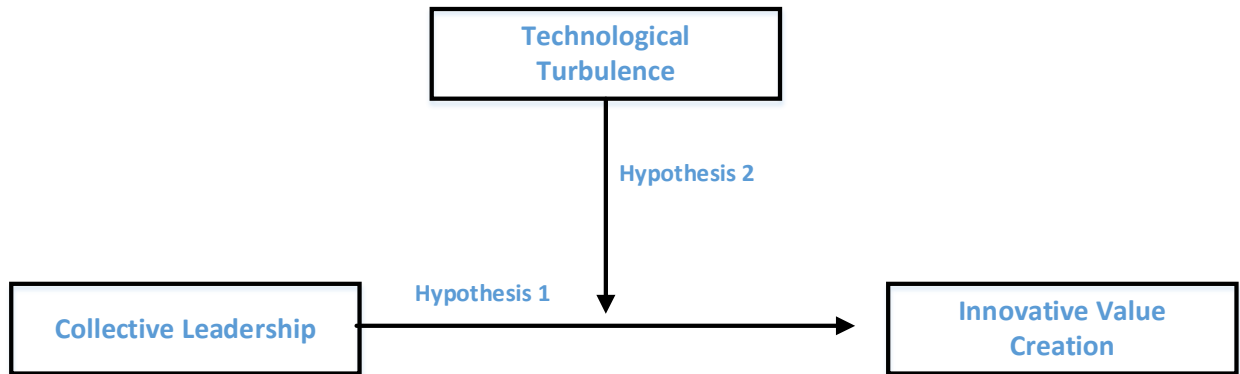 Technological
Turbulence
Hypothesis 2
Hypothesis 1
Collective Leadership
Innovative Value
Creation